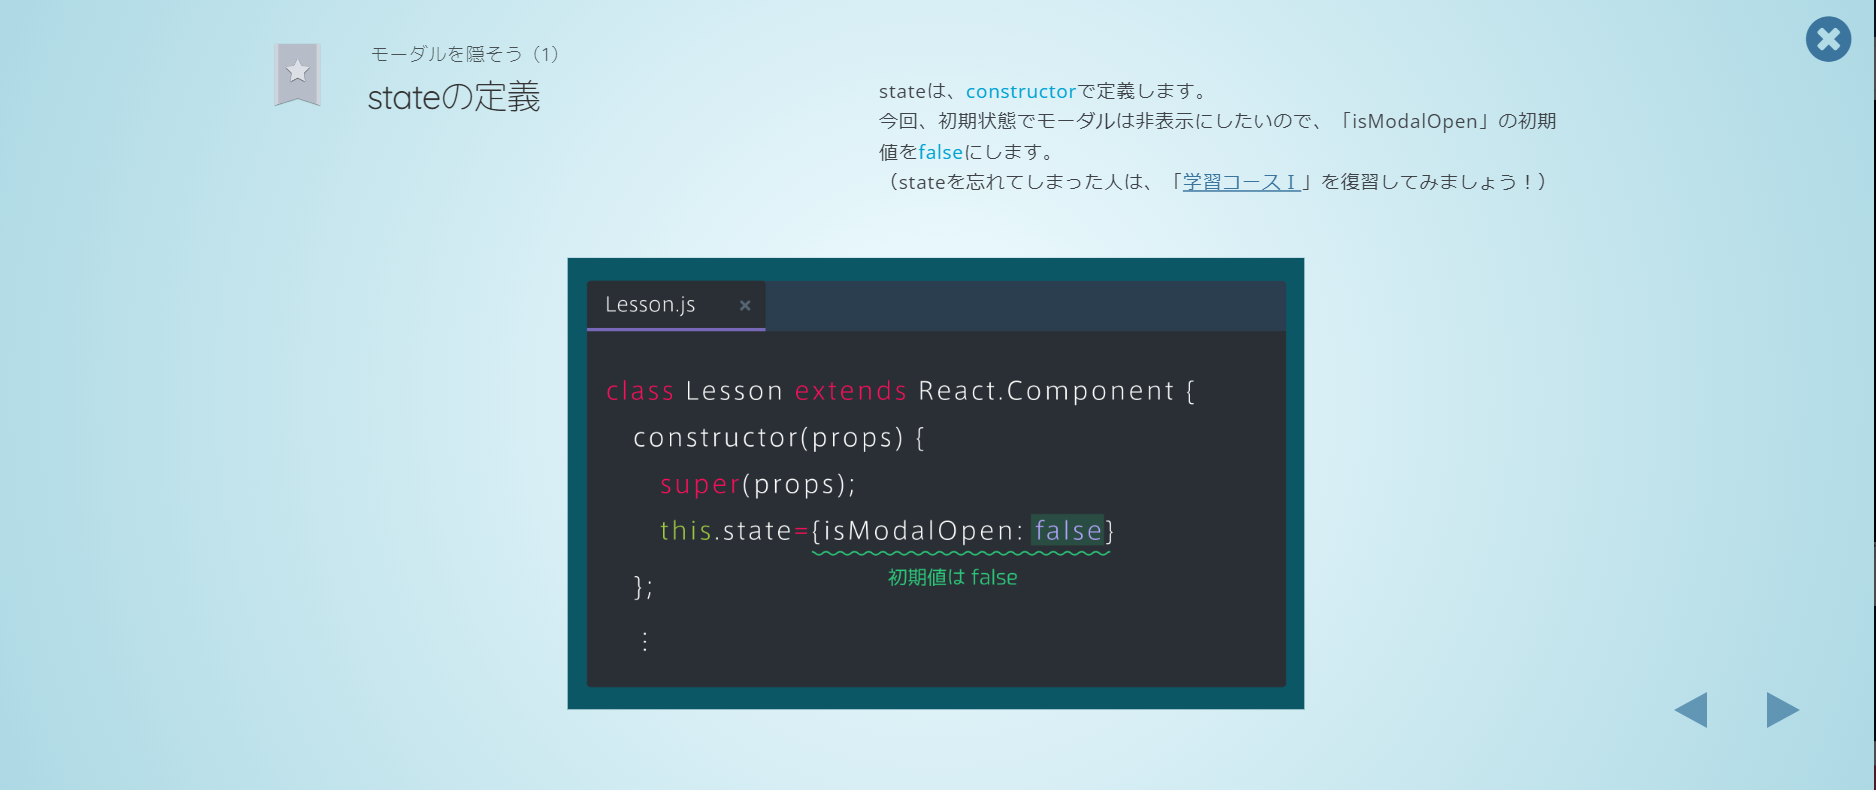 モーダルを隠そう（1）
stateの定義
stateは、constructorで定義します。
今回、初期状態でモーダルは非表示にしたいので、「isModalOpen」の初期
値をfalseにします。
（stateを忘れてしまった人は、「学習コースⅠ」を復習してみましょう！）
Lesson.js ×
class Lesson extends React.Component {
constructor(props) {
super(props);
this.state={isModalOpen: false}
初期値は false
};
⋮